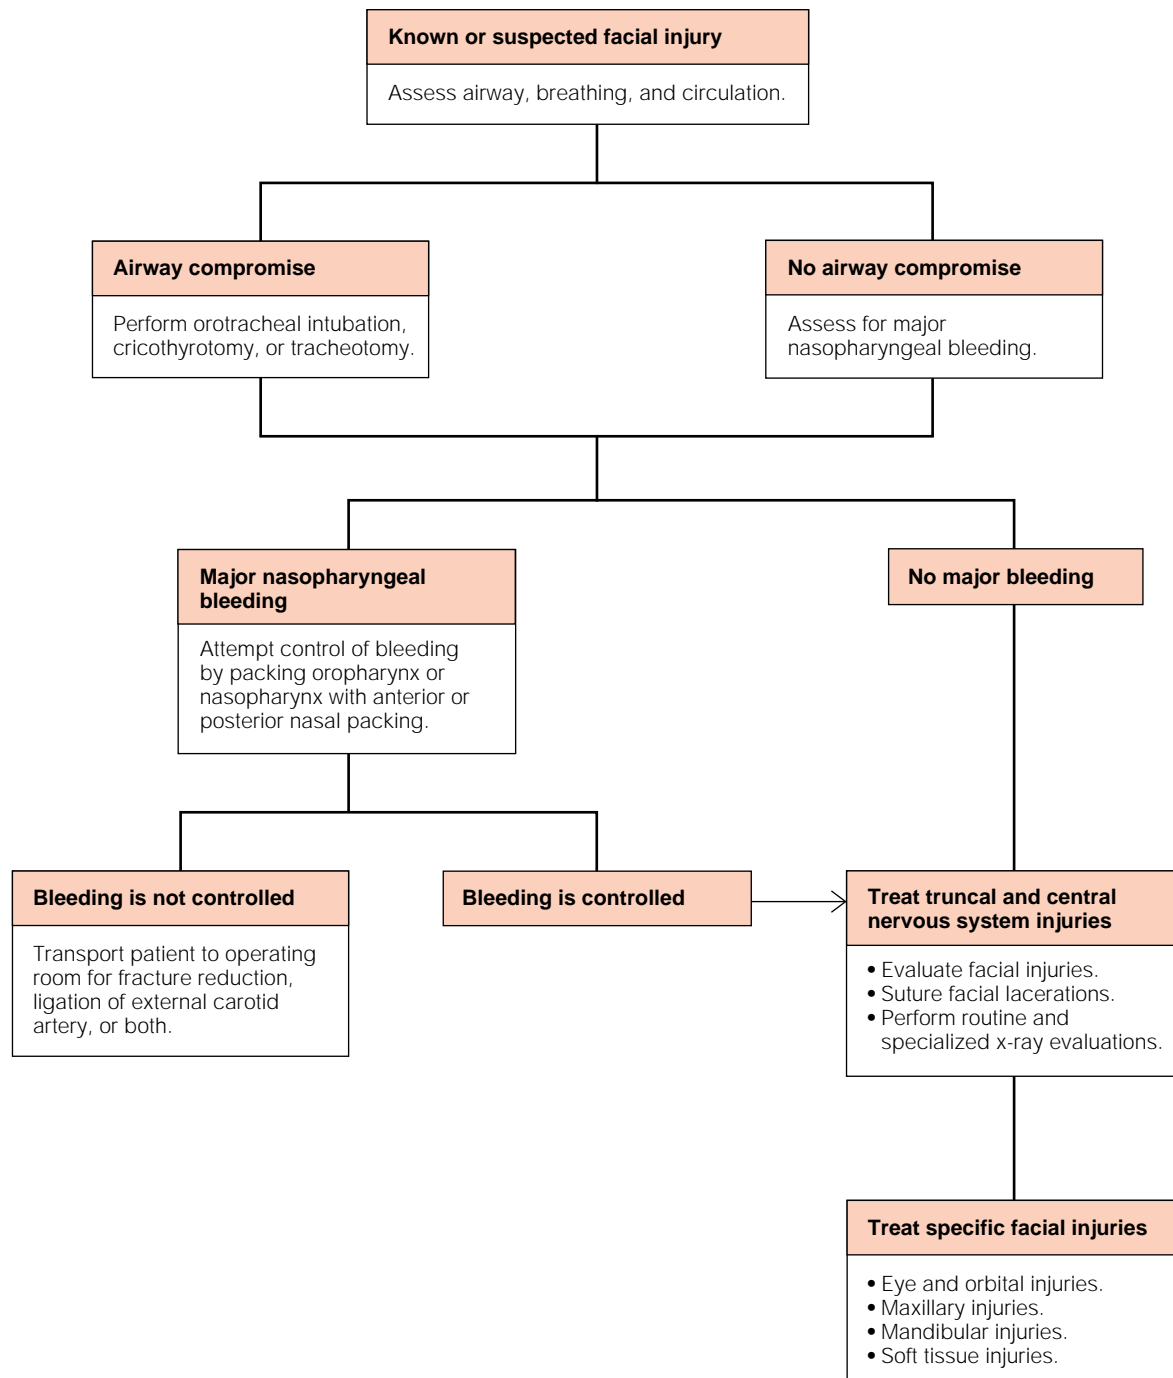 Known or suspected facial injury
Assess airway, breathing, and circulation.
Airway compromise
Perform orotracheal intubation,
cricothyrotomy, or tracheotomy.
No airway compromise
Assess for major
nasopharyngeal bleeding.
Major nasopharyngeal
bleeding
Attempt control of bleeding
by packing oropharynx or
nasopharynx with anterior or
posterior nasal packing.
No major bleeding
Bleeding is not controlled
Transport patient to operating
room for fracture reduction,
ligation of external carotid
artery, or both.
Bleeding is controlled
Treat truncal and central
nervous system injuries
• Evaluate facial injuries.
• Suture facial lacerations.
• Perform routine and
specialized x-ray evaluations.
Treat specific facial injuries
• Eye and orbital injuries.
• Maxillary injuries.
• Mandibular injuries.
• Soft tissue injuries.